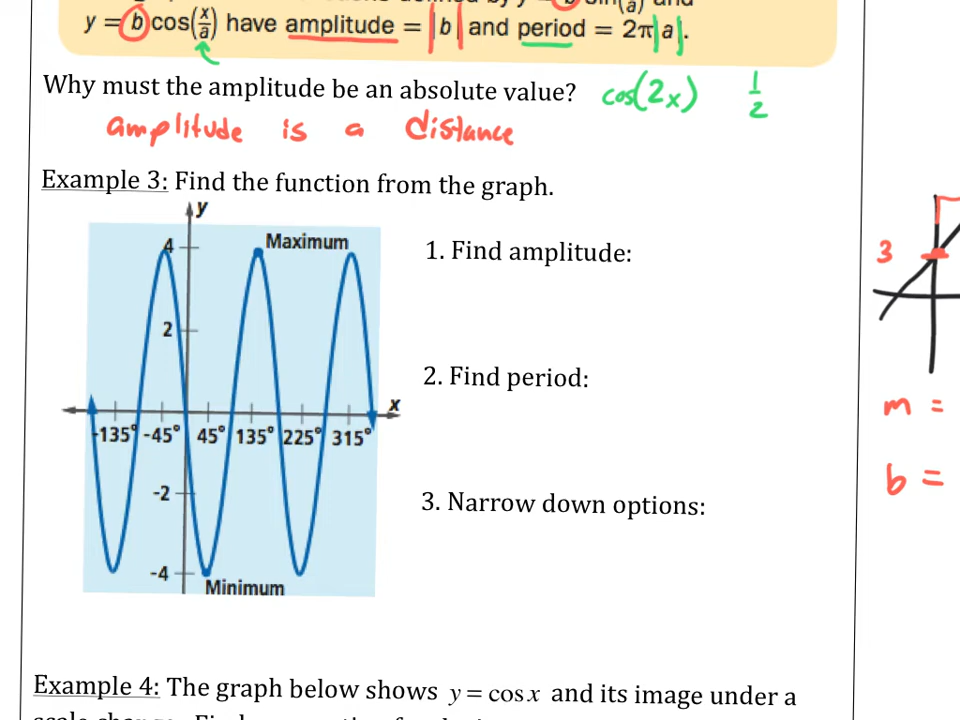 y = b cos(x/a) have amplitude = |b| and period = 2π|a|.
Why must the amplitude be an absolute value? cos(2x) 1/2
amplitude is a distance
Example 3: Find the function from the graph.
y
4
Maximum
1. Find amplitude:
3
2
2. Find period:
x
-135° -45° 45° 135° 225° 315°
m =
-2
b =
3. Narrow down options:
-4
Minimum
Example 4: The graph below shows y = cos x and its image under a